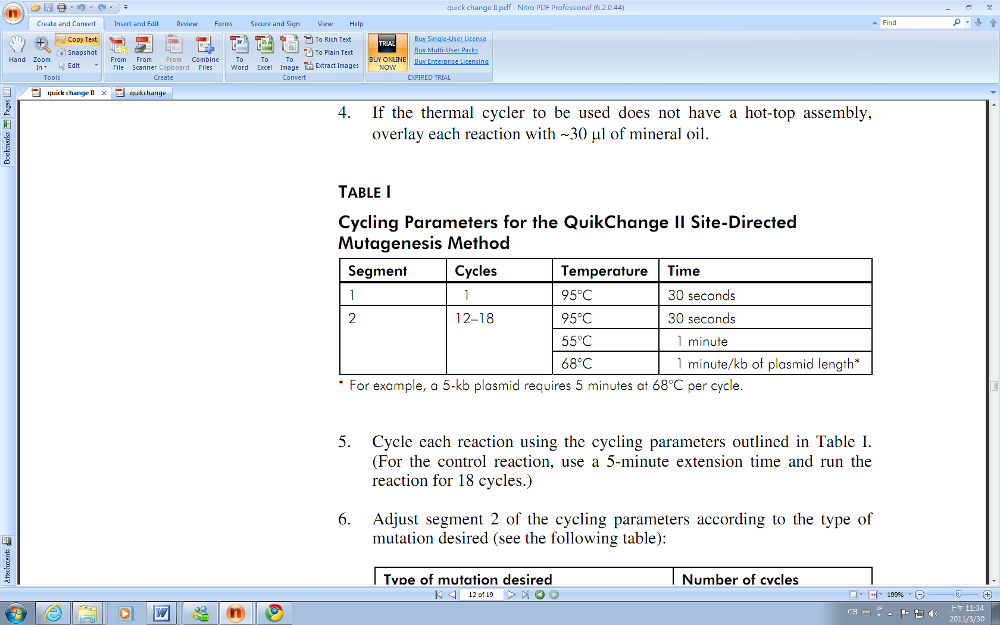 quick change II.pdf - Nitro PDF Professional (6.2.0.44)
Create and Convert Insert and Edit Review Forms Secure and Sign View Help Find
Hand
Zoom In
Copy Text
Snapshot
Edit
Tools
From File
From Scanner
From Clipboard
Combine Files
Create
To Word
To Excel
To Image
To Rich Text
To Plain Text
Extract Images
Convert
TRIAL
BUY ONLINE NOW
Buy Single-User License
Buy Multi-User Packs
Buy Enterprise Licensing
EXPIRED TRIAL
quick change II quikchange
Pages
Bookmarks
Attachments
4. If the thermal cycler to be used does not have a hot-top assembly,
overlay each reaction with ~30 µl of mineral oil.
TABLE I
Cycling Parameters for the QuikChange II Site-Directed
Mutagenesis Method
Segment Cycles Temperature Time
1 1 95°C 30 seconds
2 12–18 95°C 30 seconds
55°C 1 minute
68°C 1 minute/kb of plasmid length*
* For example, a 5-kb plasmid requires 5 minutes at 68°C per cycle.
5. Cycle each reaction using the cycling parameters outlined in Table I.
(For the control reaction, use a 5-minute extension time and run the
reaction for 18 cycles.)
6. Adjust segment 2 of the cycling parameters according to the type of
mutation desired (see the following table):
Type of mutation desired Number of cycles
12 of 19
199%
CH
上午 11:34
2011/3/30